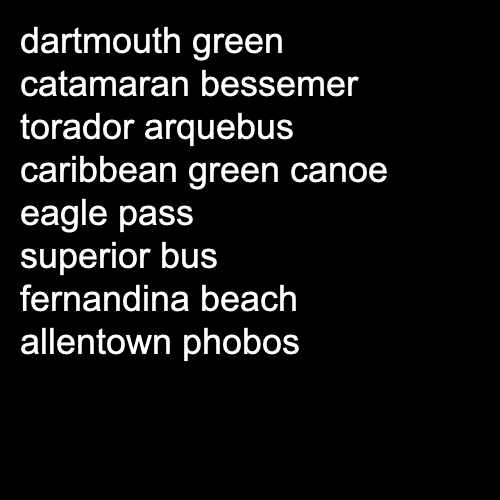 dartmouth green
catamaran bessemer
torador arquebus
caribbean green canoe
eagle pass
superior bus
fernandina beach
allentown phobos